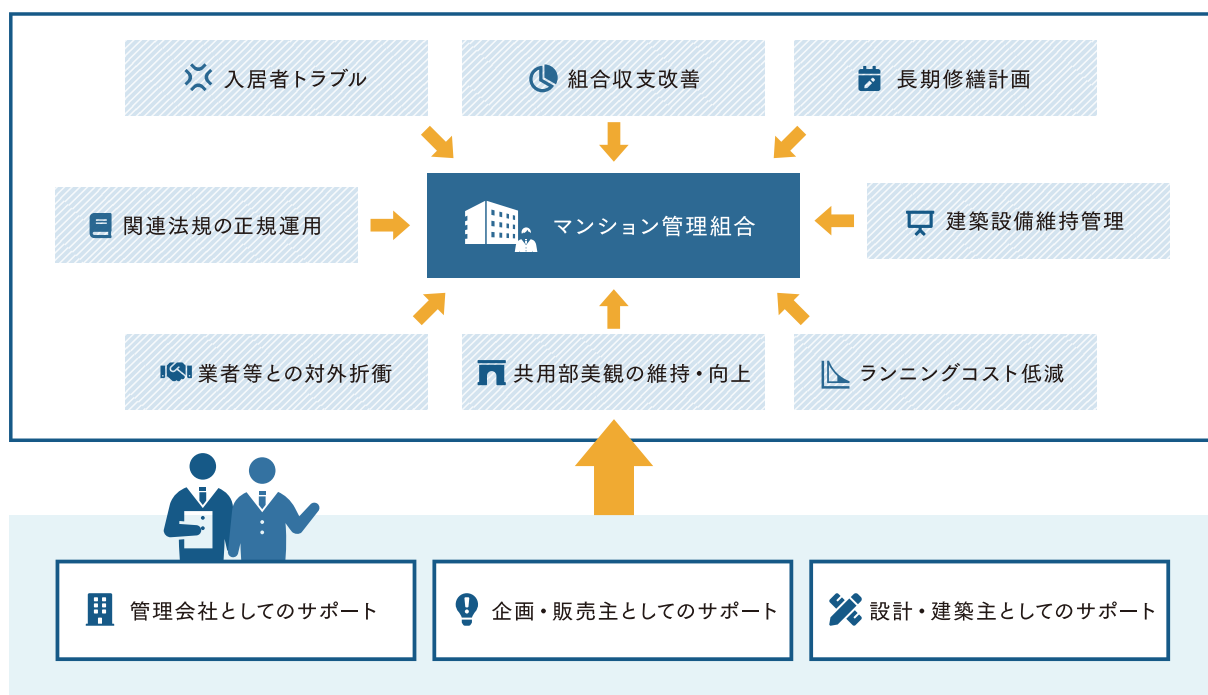 入居者トラブル
組合収支改善
長期修繕計画
関連法規の正規運用
マンション管理組合
建築設備維持管理
業者等との対外折衝
共用部美観の維持・向上
ランニングコスト低減
管理会社としてのサポート
企画・販売主としてのサポート
設計・建築主としてのサポート